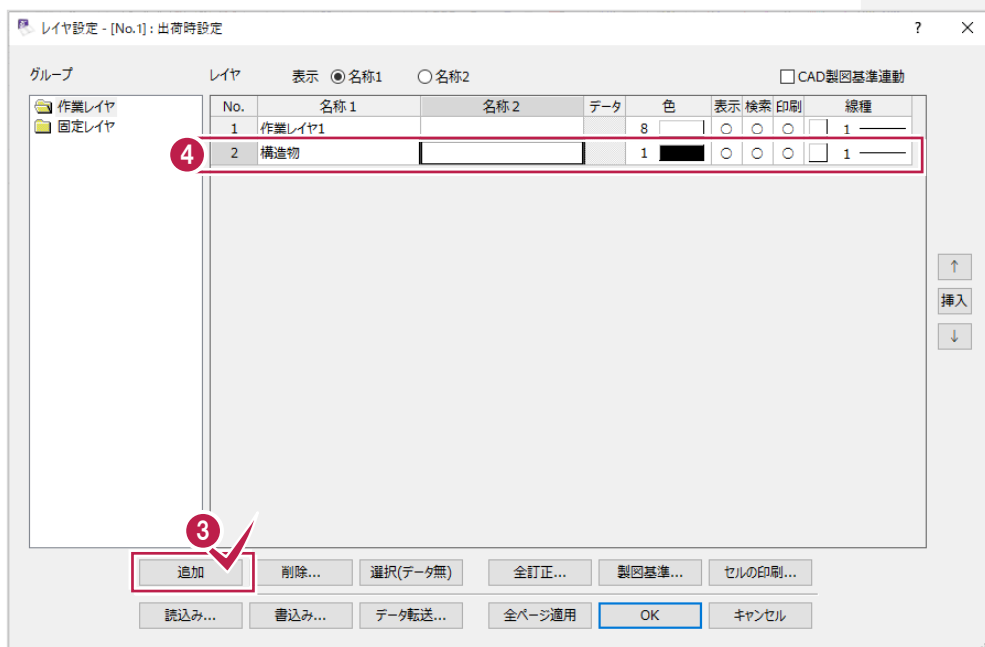 レイヤ設定 - [No.1] : 出荷時設定 ? ×
グループ レイヤ 表示 名称1 名称2 CAD製図基準連動
作業レイヤ
固定レイヤ
No. 名称 1 名称 2 データ 色 表示 検索 印刷 線種
1 作業レイヤ1 8 ○ ○ ○ 1
4 2 構造物 1 ○ ○ ○ 1
↑
挿入
↓
3
追加 削除... 選択(データ無) 全訂正... 製図基準... セルの印刷...
読込み... 書込み... データ転送... 全ページ適用 OK キャンセル